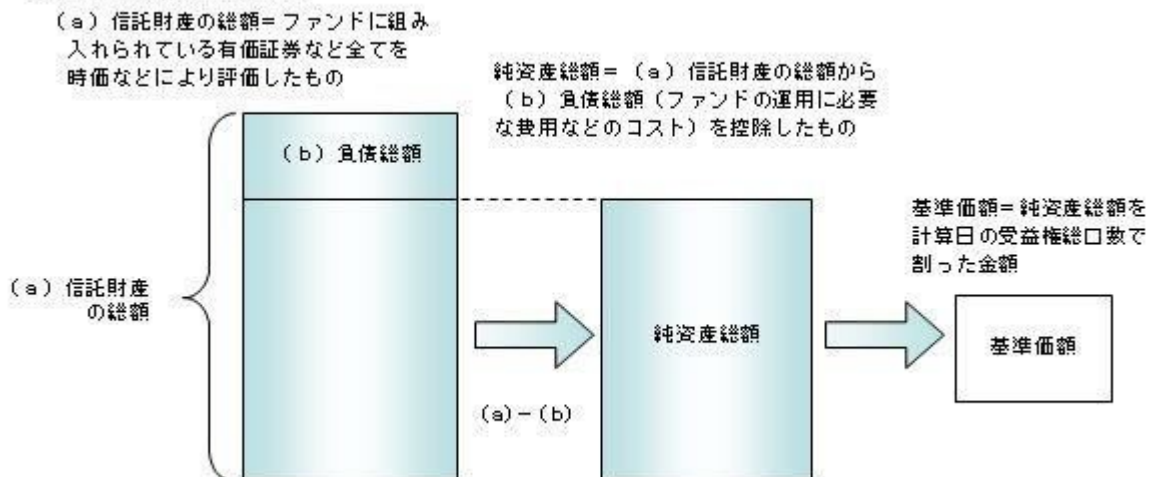 (a) 信託財産の総額=ファンドに組み
入れられている有価証券など全てを
時価などにより評価したもの
純資産総額= (a) 信託財産の総額から
(b) 負債総額(ファンドの運用に必要
な費用などのコスト)を控除したもの
(b) 負債総額
基準価額=純資産総額を
計算日の受益権総口数で
割った金額
(a) 信託財産
の総額
純資産総額
基準価額
(a)-(b)